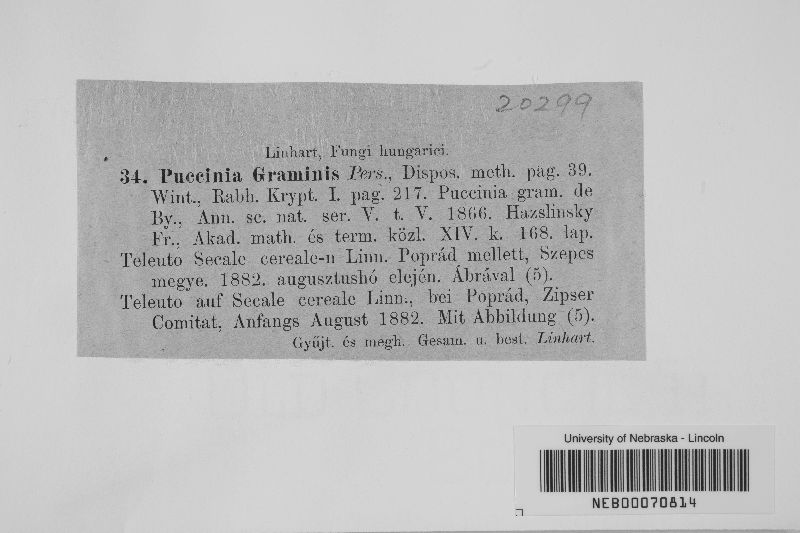 20299
Linhart, Fungi hungarici.
34. Puccinia Graminis Pers., Dispos. meth. pag. 39.
Wint., Rabh. Krypt. I. pag. 217. Puccinia gram. de
By., Ann. sc. nat. ser. V. t. V. 1866. Hazslinsky
Fr., Akad. math. és term. közl. XIV. k. 168. lap.
Teleuto Secale cereale-n Linn. Poprád mellett, Szepes
megye. 1882. augusztushó elején. Ábrával (5).
Teleuto auf Secale cereale Linn., bei Poprád, Zipser
Comitat, Anfangs August 1882. Mit Abbildung (5).
Gyűjt. és megh. Gesam. u. best. Linhart.
University of Nebraska - Lincoln
NEB00070814